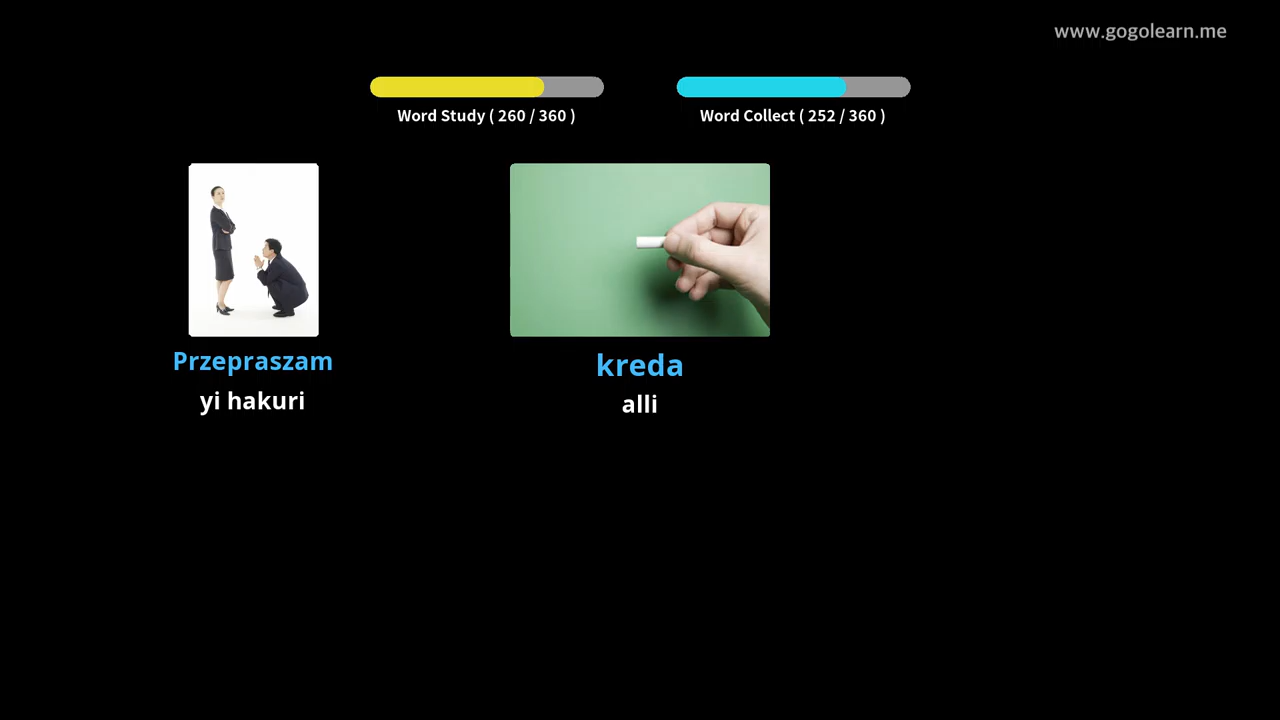 www.gogolearn.me
Word Study ( 260 / 360 )
Word Collect ( 252 / 360 )
Przepraszam
yi hakuri
kreda
alli